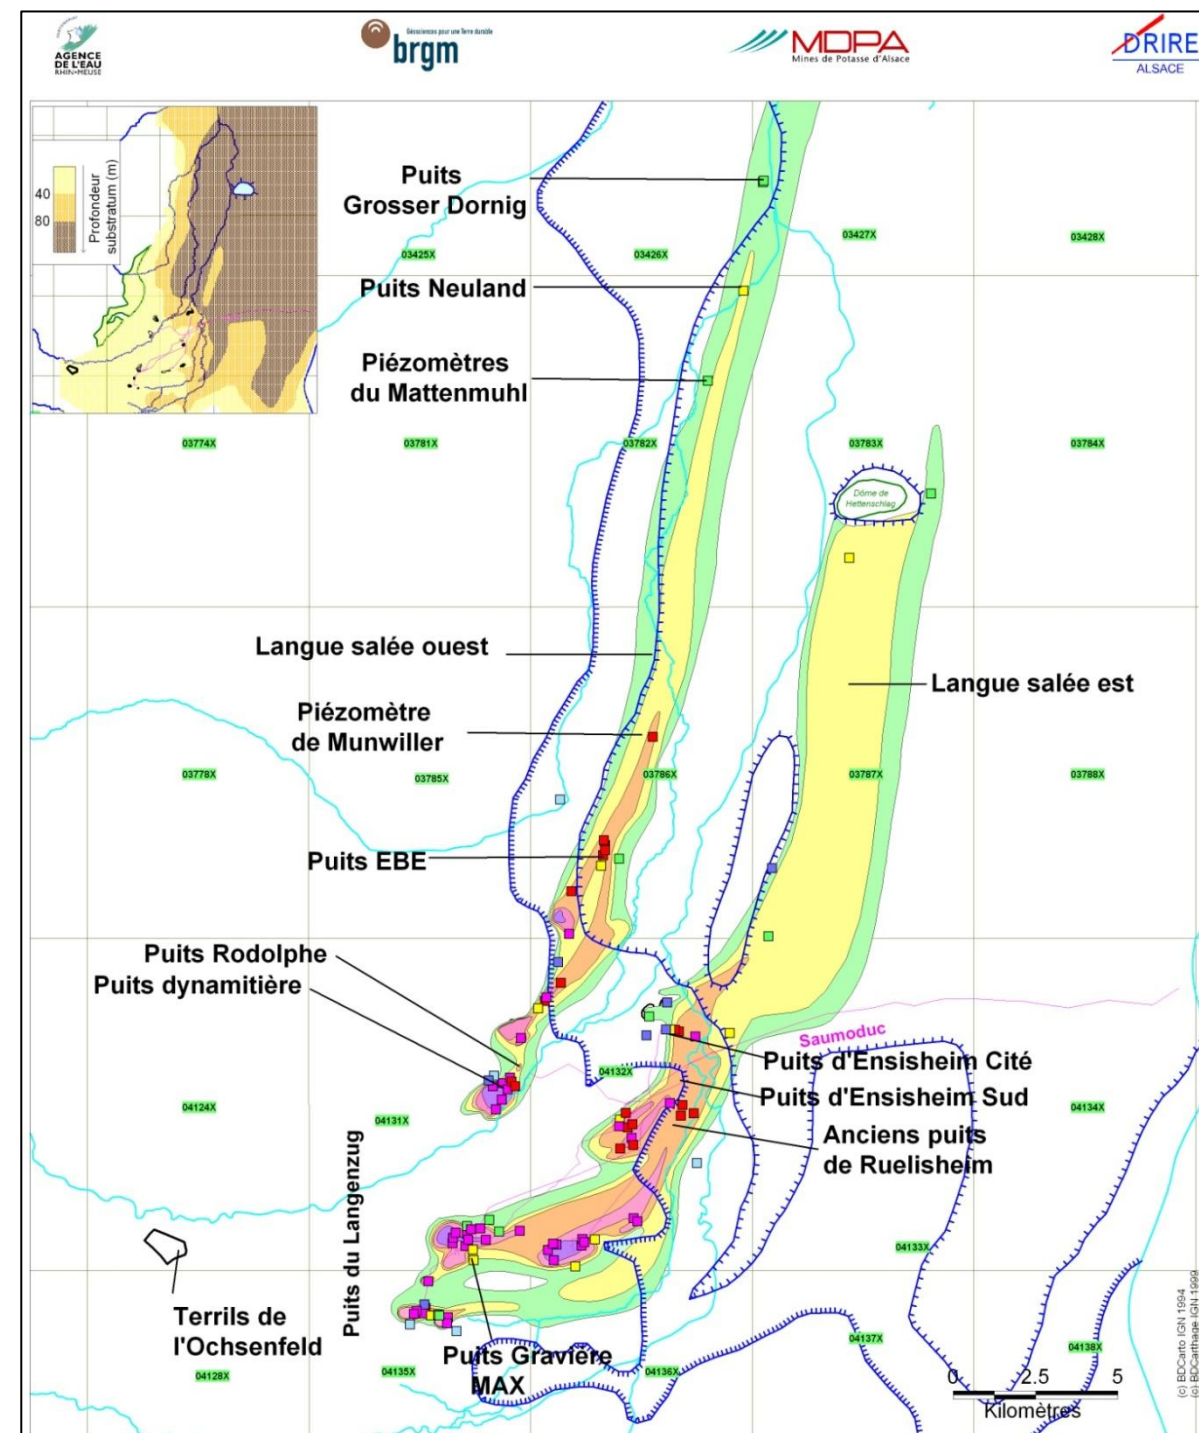 AGENCE
DE L'EAU
RHIN-MEUSE
Géosciences pour une Terre durable
brgm
MDPA
Mines de Potasse d'Alsace
DRIRE
ALSACE
40
80
Profondeur
substratum (m)
Puits
Grosser Dornig
03425X
03426X
03427X
03428X
Puits Neuland
Piézomètres
du Mattenmuhl
03774X
03781X
03782X
03783X
03784X
Dôme de
Hettenschlag
Langue salée ouest
Langue salée est
Piézomètre
de Munwiller
03778X
03785X
03786X
03787X
03788X
Puits EBE
Puits Rodolphe
Puits dynamitière
Saumoduc
Puits d'Ensisheim Cité
04132X
Puits d'Ensisheim Sud
04124X
04131X
04134X
Anciens puits
de Ruelisheim
Puits du Langenzug
04133X
Terrils de
l'Ochsenfeld
Puits Gravière
MAX
04128X
04135X
04136X
04137X
04138X
0 2.5 5
Kilomètres
(c) BDCarto IGN 1994
(c) BDCarthage IGN 1999